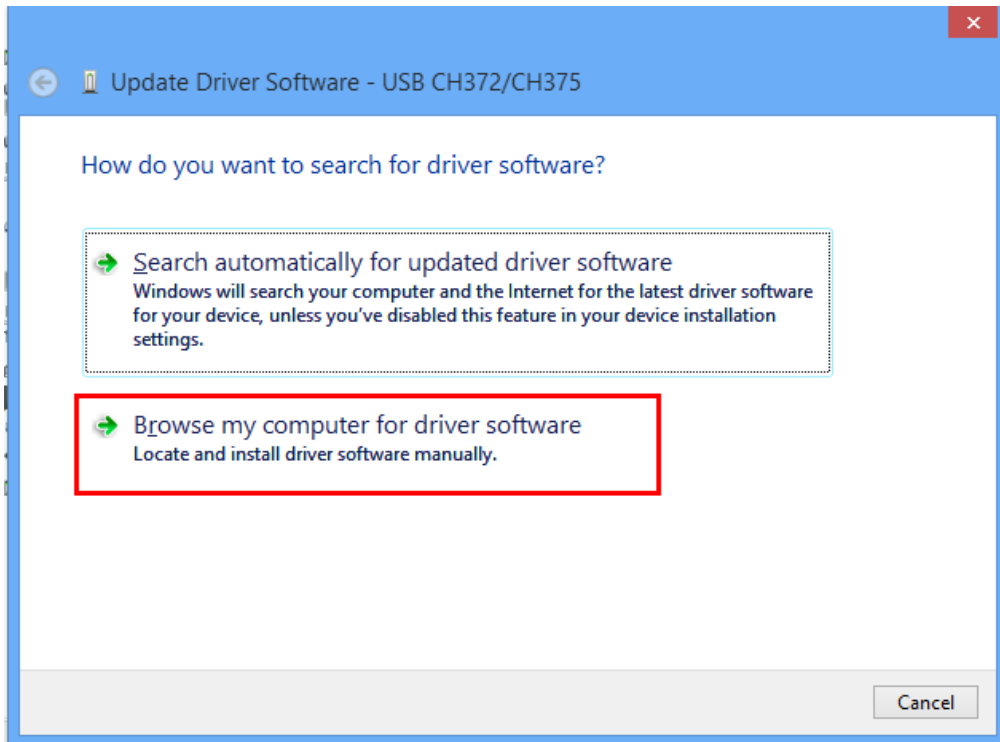 Update Driver Software - USB CH372/CH375
How do you want to search for driver software?
Search automatically for updated driver software
Windows will search your computer and the Internet for the latest driver software
for your device, unless you've disabled this feature in your device installation
settings.
Browse my computer for driver software
Locate and install driver software manually.
Cancel